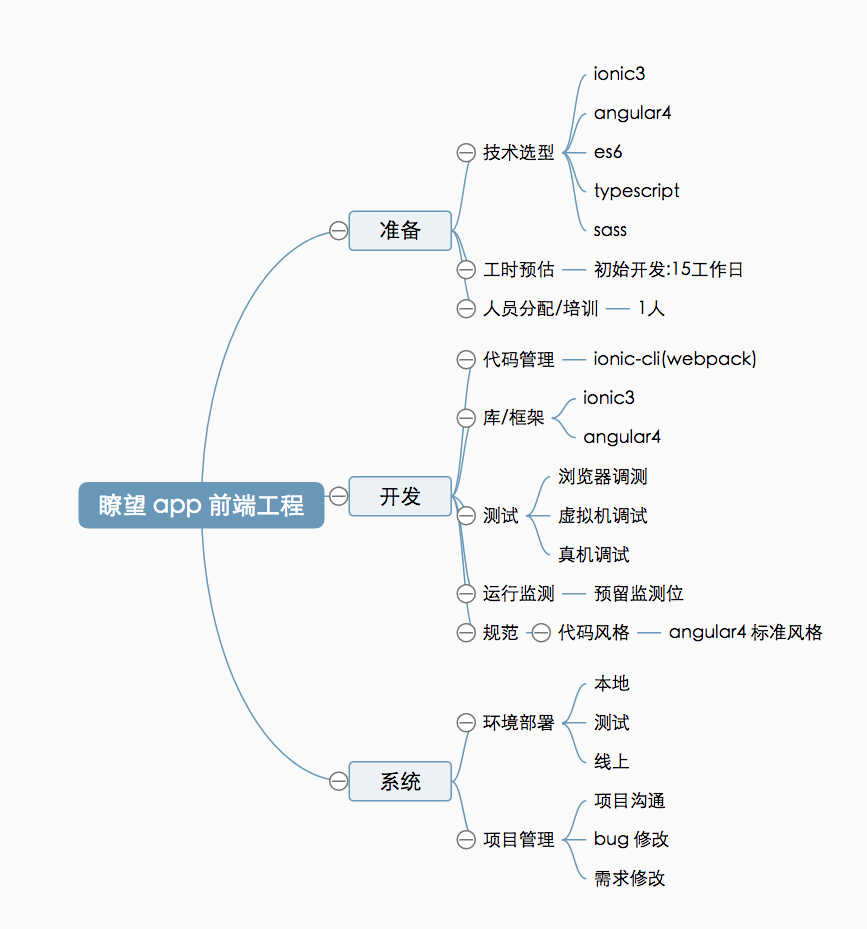 瞭望 app 前端工程
准备
技术选型
ionic3
angular4
es6
typescript
sass
工时预估
初始开发:15工作日
人员分配/培训
1人
开发
代码管理
ionic-cli(webpack)
库/框架
ionic3
angular4
测试
浏览器调测
虚拟机调试
真机调试
运行监测
预留监测位
规范
代码风格
angular4 标准风格
系统
环境部署
本地
测试
线上
项目管理
项目沟通
bug 修改
需求修改